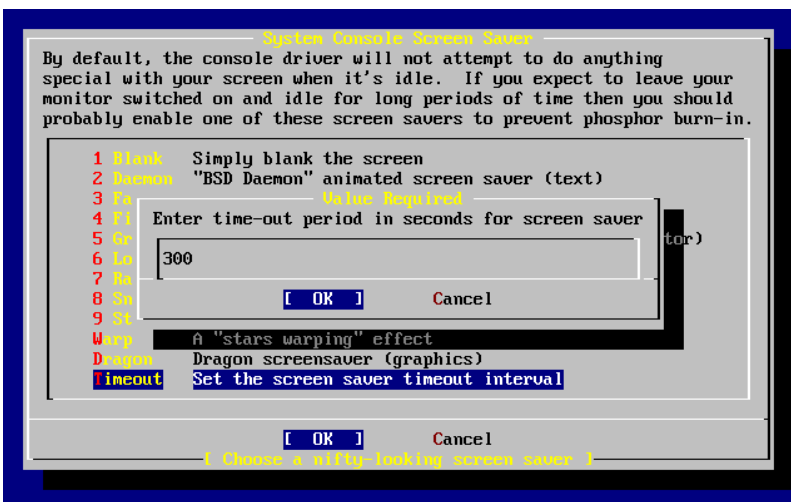 System Console Screen Saver
By default, the console driver will not attempt to do anything
special with your screen when it's idle.  If you expect to leave your
monitor switched on and idle for long periods of time then you should
probably enable one of these screen savers to prevent phosphor burn-in.
1 Blank Simply blank the screen
2 Daemon "BSD Daemon" animated screen saver (text)
3 Fa
4 Fi
5 Gr tor)
6 Lo
7 Ra
8 Sn
9 St
Value Required
Enter time-out period in seconds for screen saver
300
[ OK ] Cancel
Warp A "stars warping" effect
Dragon Dragon screensaver (graphics)
Timeout Set the screen saver timeout interval
[ OK ] Cancel
[ Choose a nifty-looking screen saver ]